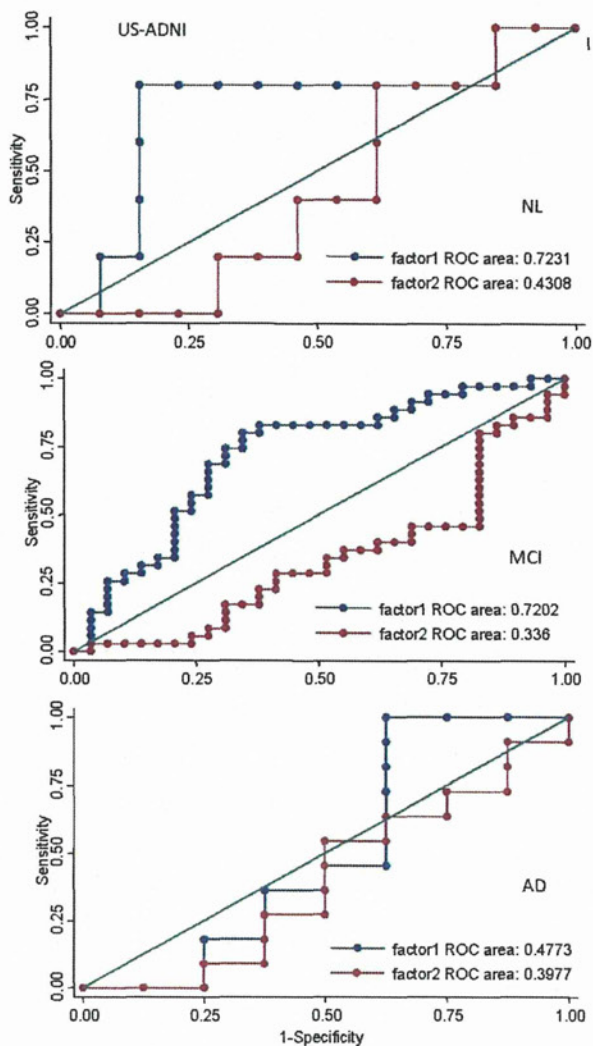 US-ADNI
1.00
0.75
0.50
0.25
0.00
Sensitivity
NL
factor1 ROC area: 0.7231
factor2 ROC area: 0.4308
0.00 0.25 0.50 0.75 1.00
1.00
0.75
0.50
0.25
0.00
Sensitivity
MCI
factor1 ROC area: 0.7202
factor2 ROC area: 0.336
0.00 0.25 0.50 0.75 1.00
1.00
0.75
0.50
0.25
0.00
Sensitivity
AD
factor1 ROC area: 0.4773
factor2 ROC area: 0.3977
0.00 0.25 0.50 0.75 1.00
1-Specificity